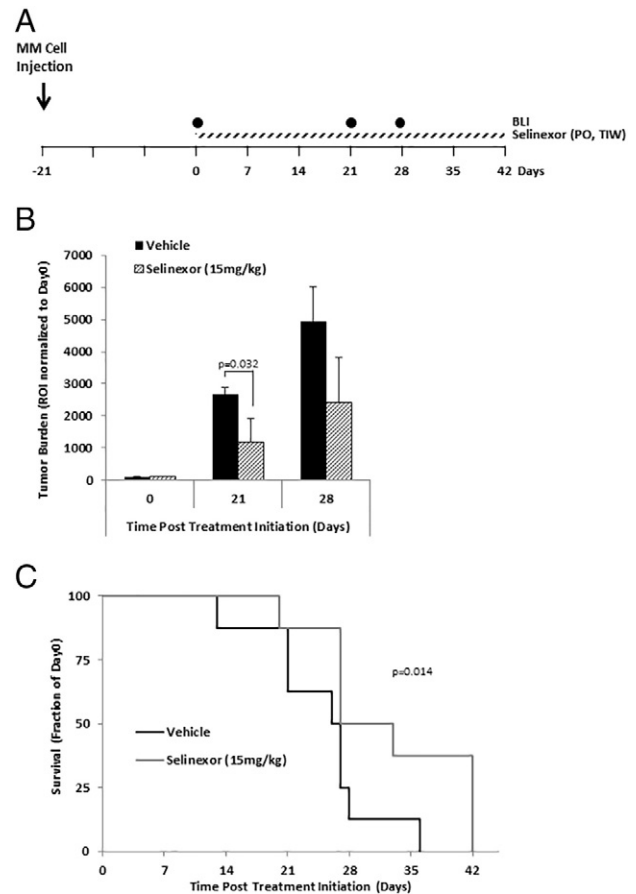 A
MM Cell
Injection
BLI
Selinexor (PO, TIW)
-21 0 7 14 21 28 35 42 Days
B
Vehicle
Selinexor (15mg/kg)
7000
6000
5000
4000
3000
2000
1000
0
Tumor Burden (ROI normalized to Day0)
p=0.032
0 21 28
Time Post Treatment Initiation (Days)
C
100
75
50
25
0
Survival (Fraction of Day0)
p=0.014
Vehicle
Selinexor (15mg/kg)
0 7 14 21 28 35 42
Time Post Treatment Initiation (Days)